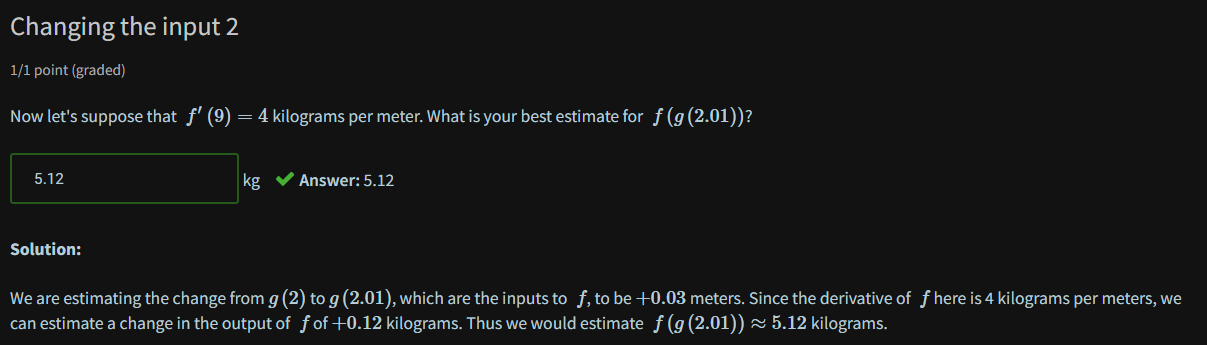 Changing the input 2
1/1 point (graded)
Now let's suppose that f′ (9) = 4 kilograms per meter. What is your best estimate for f (g (2.01))?
5.12 kg ✔ Answer: 5.12
Solution:
We are estimating the change from g (2) to g (2.01), which are the inputs to f, to be +0.03 meters. Since the derivative of f here is 4 kilograms per meters, we
can estimate a change in the output of f of +0.12 kilograms. Thus we would estimate f (g (2.01)) ≈ 5.12 kilograms.